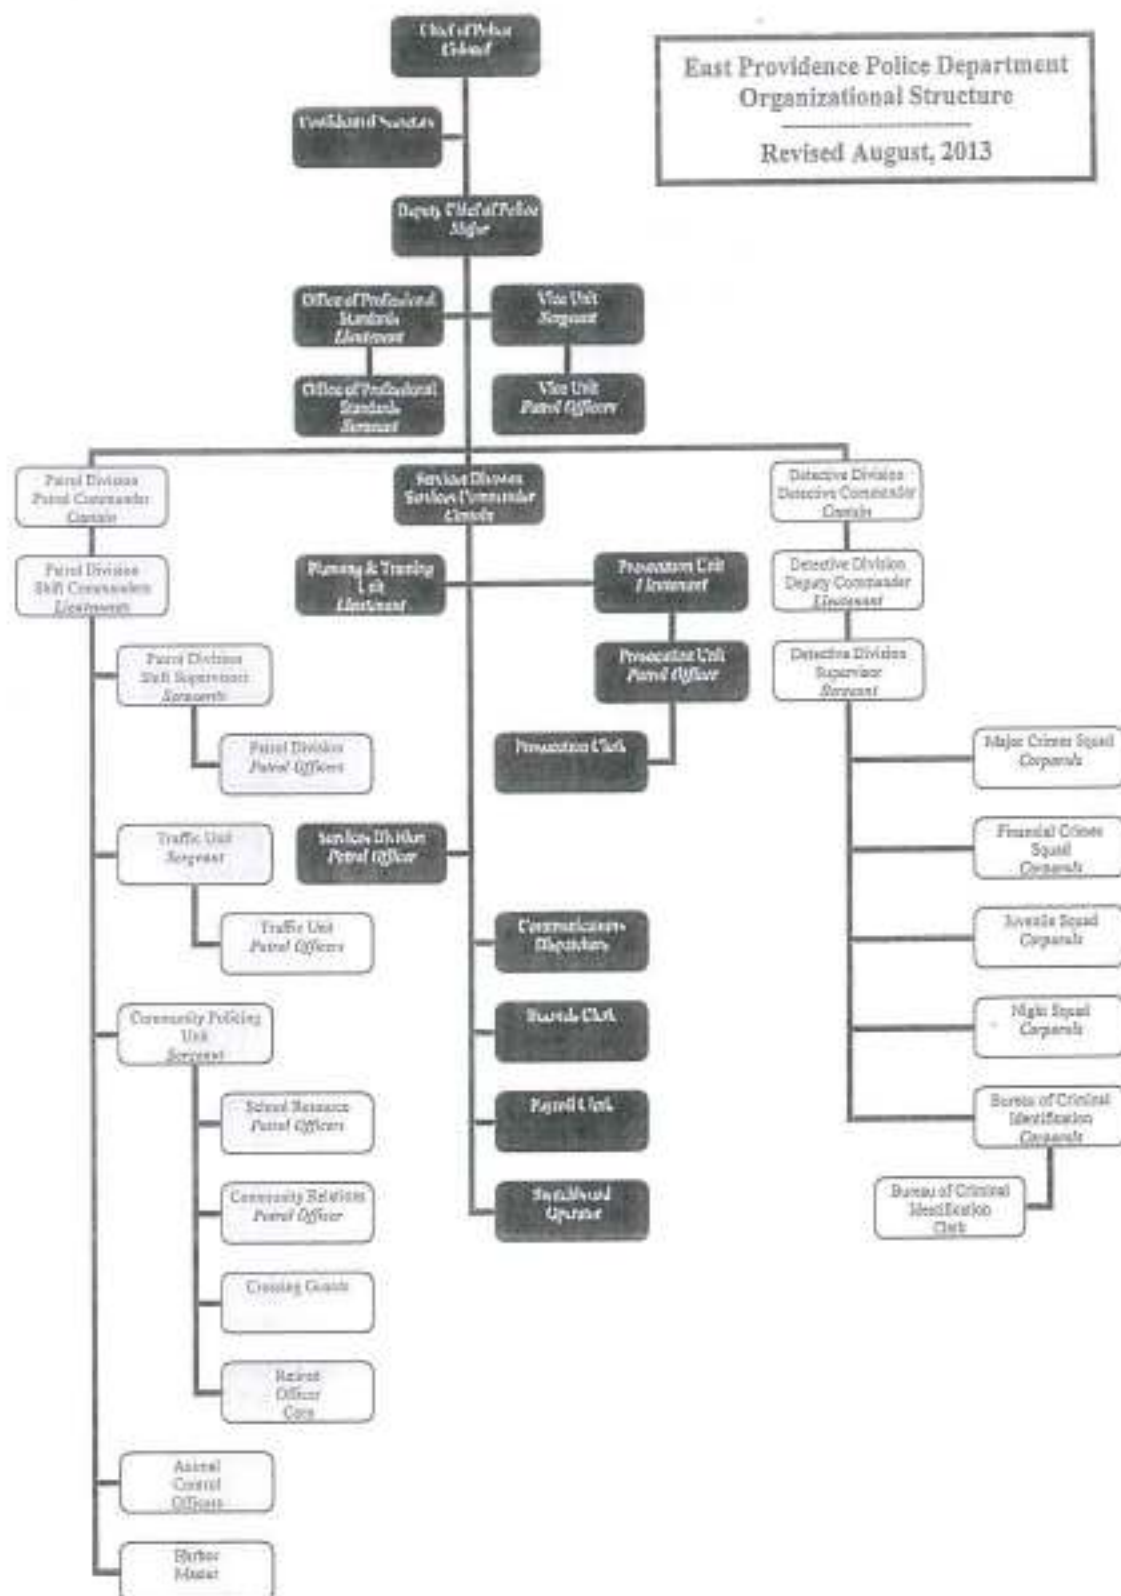 Chief of Police
Colonel
East Providence Police Department
Organizational Structure
Revised August, 2013
Confidential Secretary
Deputy Chief of Police
Major
Office of Professional
Standards
Lieutenant
Vice Unit
Sergeant
Office of Professional
Standards
Sergeant
Vice Unit
Patrol Officers
Patrol Division
Patrol Commander
Captain
Services Division
Services Commander
Captain
Detective Division
Detective Commander
Captain
Patrol Division
Shift Commanders
Lieutenants
Planning & Training
Unit
Lieutenant
Prosecution Unit
Lieutenant
Detective Division
Deputy Commander
Lieutenant
Patrol Division
Shift Supervisors
Sergeants
Prosecution Unit
Patrol Officer
Detective Division
Supervisor
Sergeant
Patrol Division
Patrol Officers
Prosecution Clerk
Major Crimes Squad
Corporals
Traffic Unit
Sergeant
Services Division
Patrol Officer
Financial Crimes
Squad
Corporals
Traffic Unit
Patrol Officers
Communications
Dispatchers
Juvenile Squad
Corporals
Community Policing
Unit
Sergeant
Records Clerk
Night Squad
Corporals
School Resource
Patrol Officers
Payroll Clerk
Bureau of Criminal
Identification
Corporals
Community Relations
Patrol Officer
Switchboard
Operator
Bureau of Criminal
Identification
Clerk
Crossing Guards
Retired
Officer
Corp
Animal
Control
Officers
Harbor
Master